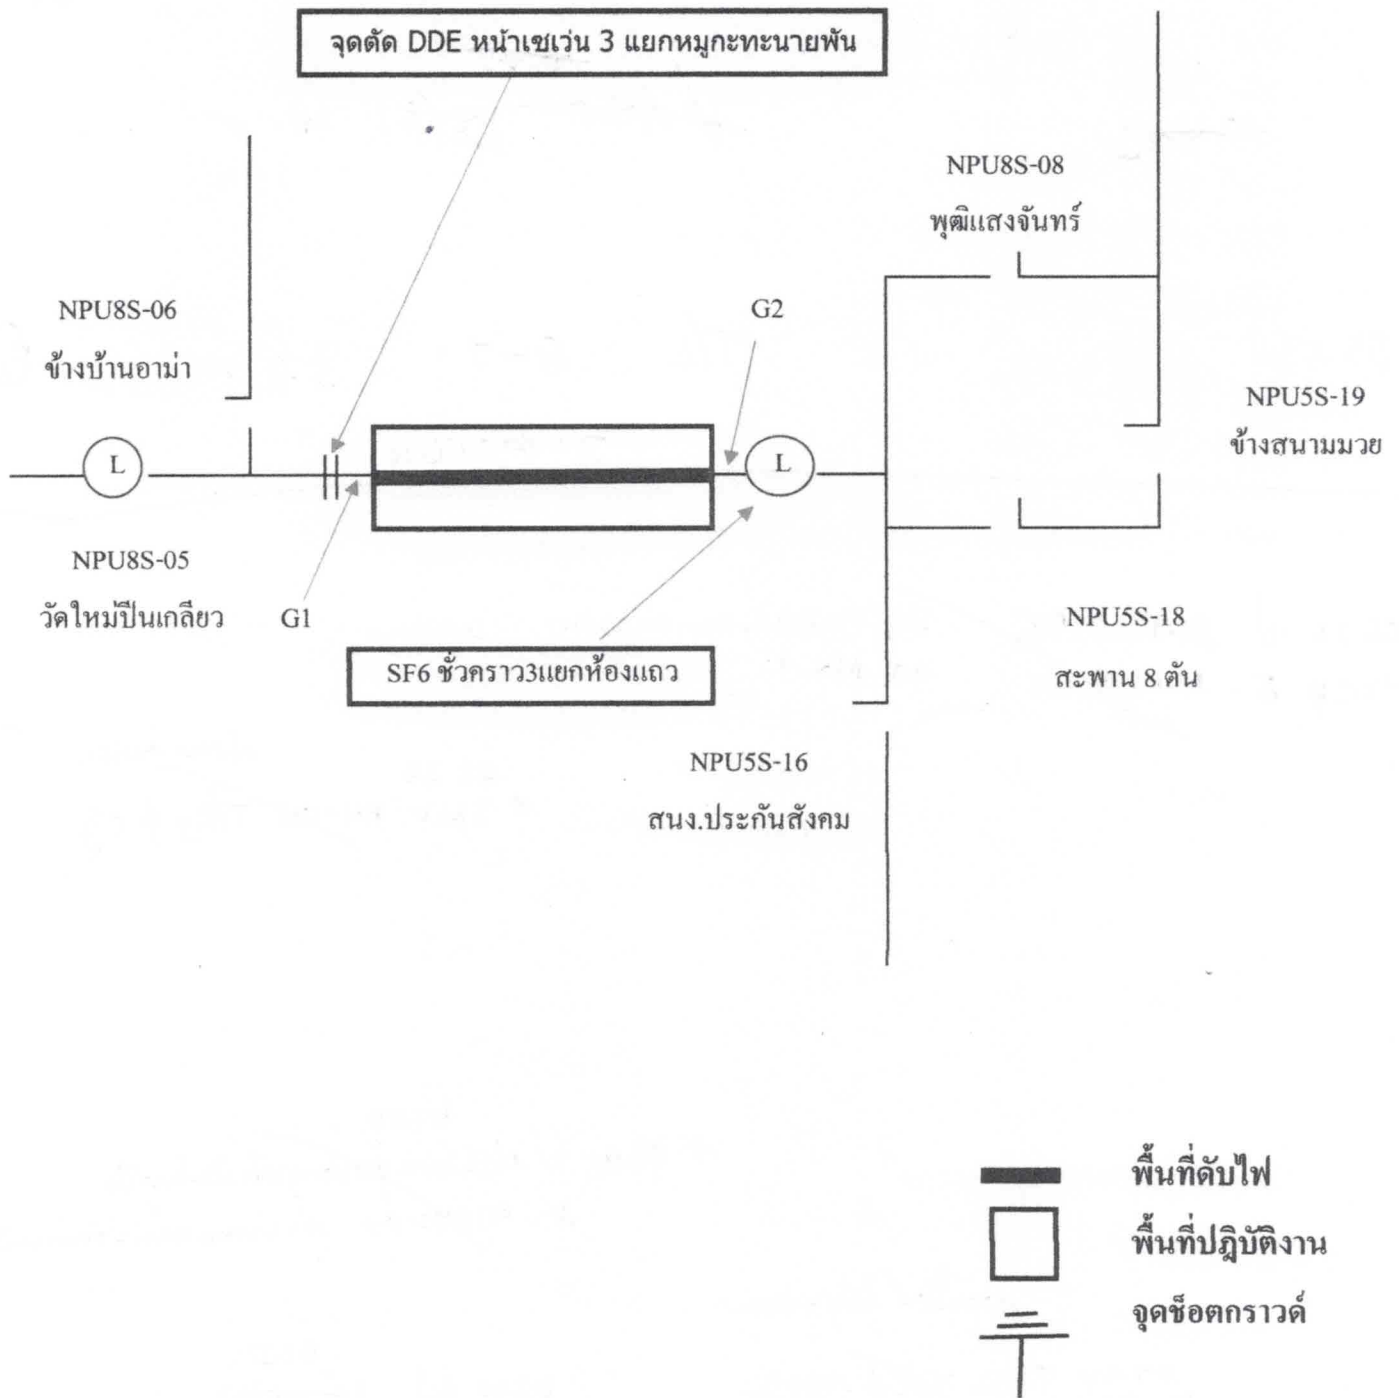 จุดตัด DDE หน้าเซเว่น 3 แยกหมูกะทะนายพัน
NPU8S-08
พุฒิแสงจันทร์
NPU8S-06
ข้างบ้านอาม่า
G2
NPU5S-19
ข้างสนามมวย
L
L
NPU8S-05
วัดใหม่ปิ่นเกลียว
G1
NPU5S-18
สะพาน 8 ตัน
SF6 ชั่วคราว3แยกห้องแถว
NPU5S-16
สนง.ประกันสังคม
พื้นที่ดับไฟ
พื้นที่ปฎิบัติงาน
จุดช็อตกราวด์